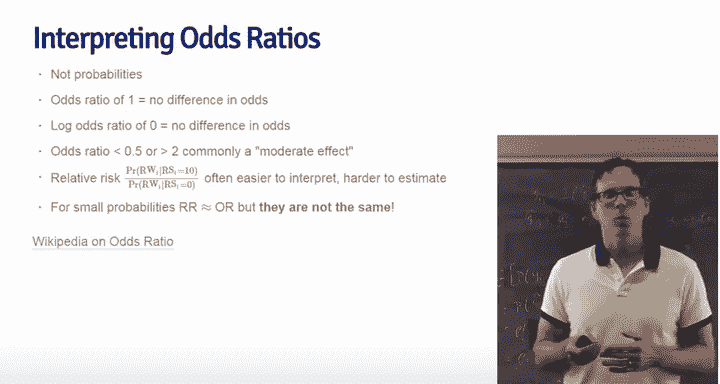 Interpreting Odds Ratios
· Not probabilities
· Odds ratio of 1 = no difference in odds
· Log odds ratio of 0 = no difference in odds
· Odds ratio < 0.5 or > 2 commonly a "moderate effect"
· Relative risk Pr(RWᵢ|RSᵢ=10)/Pr(RWᵢ|RSᵢ=0) often easier to interpret, harder to estimate
· For small probabilities RR ≈ OR but they are not the same!
Wikipedia on Odds Ratio